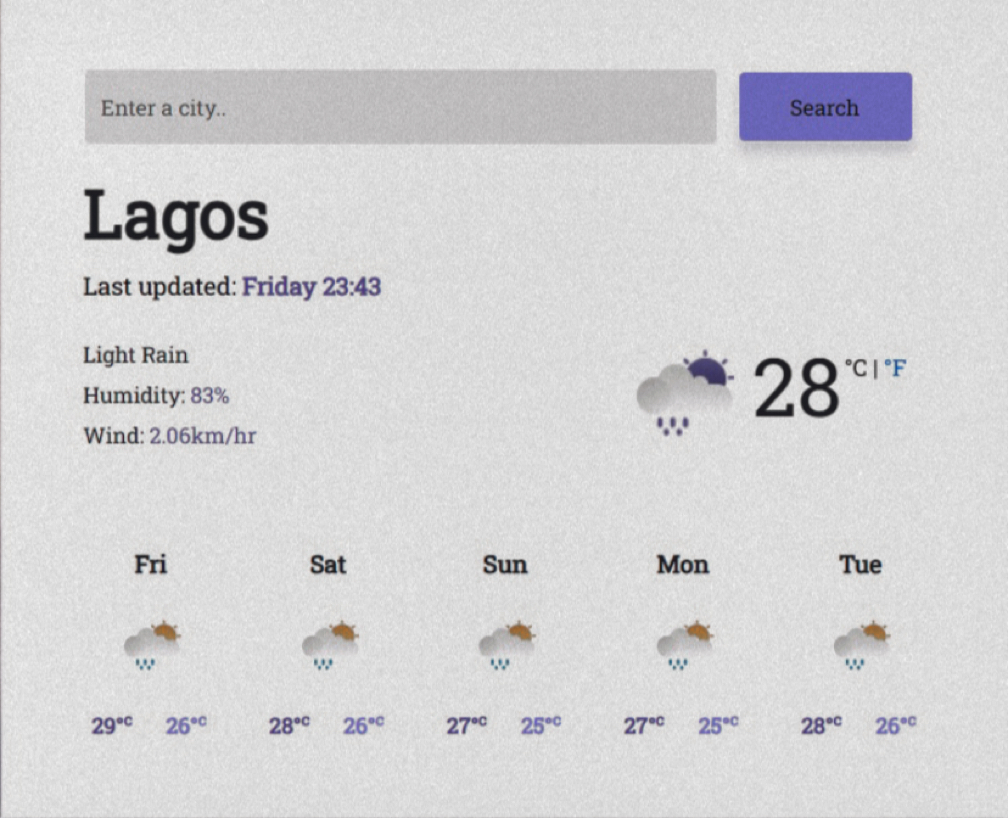 Enter a city..
Search
Lagos
Last updated: Friday 23:43
Light Rain
Humidity: 83%
Wind: 2.06km/hr
28 °C | °F
Fri Sat Sun Mon Tue
29°C 26°C 28°C 26°C 27°C 25°C 27°C 25°C 28°C 26°C